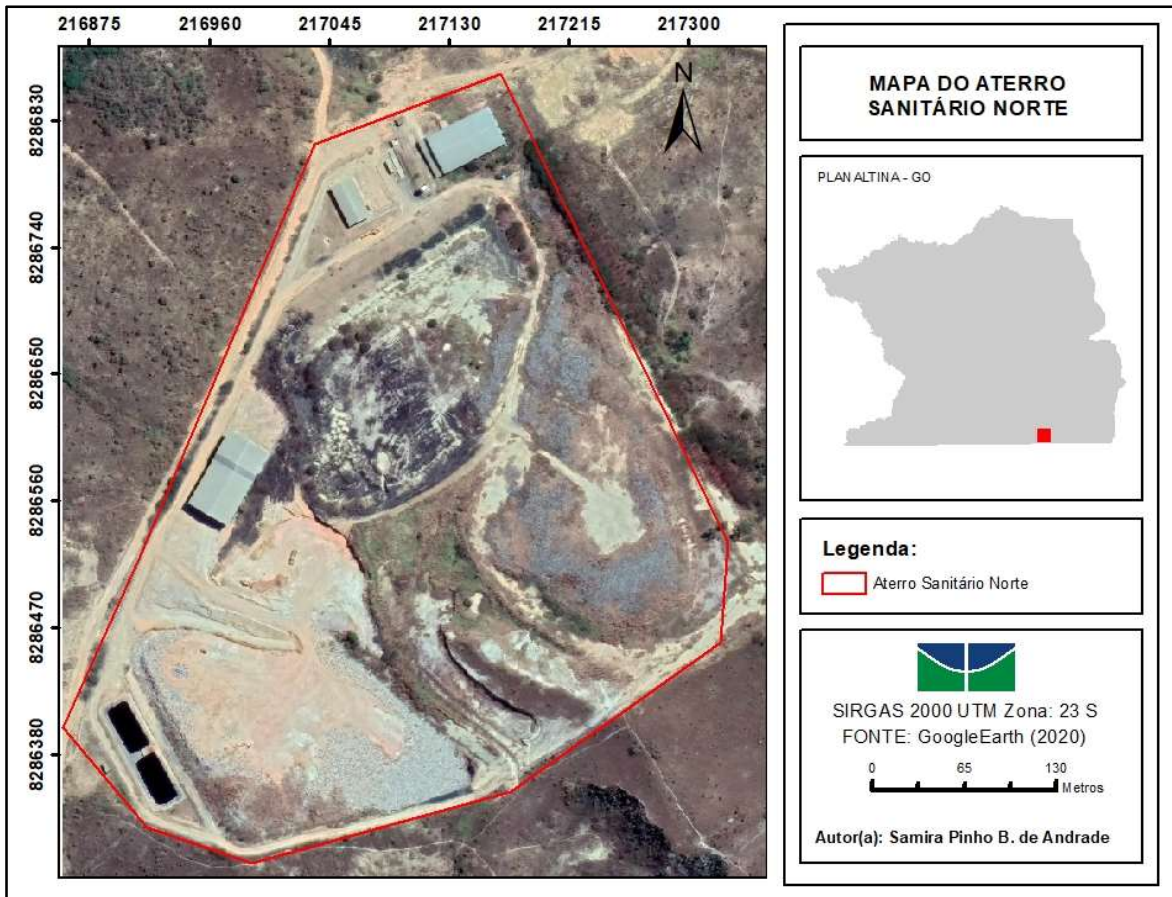 216875 216960 217045 217130 217215 217300
8286830
8286740
8286650
8286560
8286470
8286380
N
MAPA DO ATERRO
SANITÁRIO NORTE
PLANALTINA - GO
Legenda:
Aterro Sanitário Norte
SIRGAS 2000 UTM Zona: 23 S
FONTE: GoogleEarth (2020)
0 65 130
Metros
Autor(a): Samira Pinho B. de Andrade